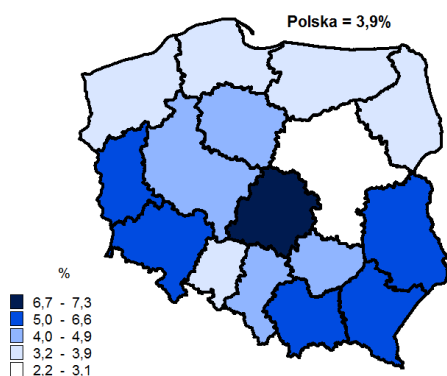 Polska = 3,9%
%
6,7 - 7,3
5,0 - 6,6
4,0 - 4,9
3,2 - 3,9
2.2 - 3.1